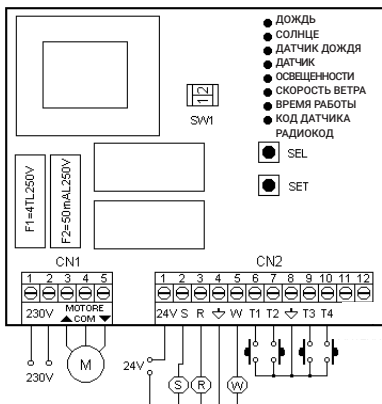 ДОЖДЬ
СОЛНЦЕ
ДАТЧИК ДОЖДЯ
ДАТЧИК
ОСВЕЩЕННОСТИ
СКОРОСТЬ ВЕТРА
ВРЕМЯ РАБОТЫ
КОД ДАТЧИКА
РАДИОКОД
1 2
SW1
SEL
SET
F1=4TL250V
F2=50mAL250V
CN1
CN2
1 2 3 4 5
1 2 3 4 5 6 7 8 9 10 11 12
230V
MOTORE
COM
24V S R W T1 T2 T3 T4
230V
M
24V
S R W